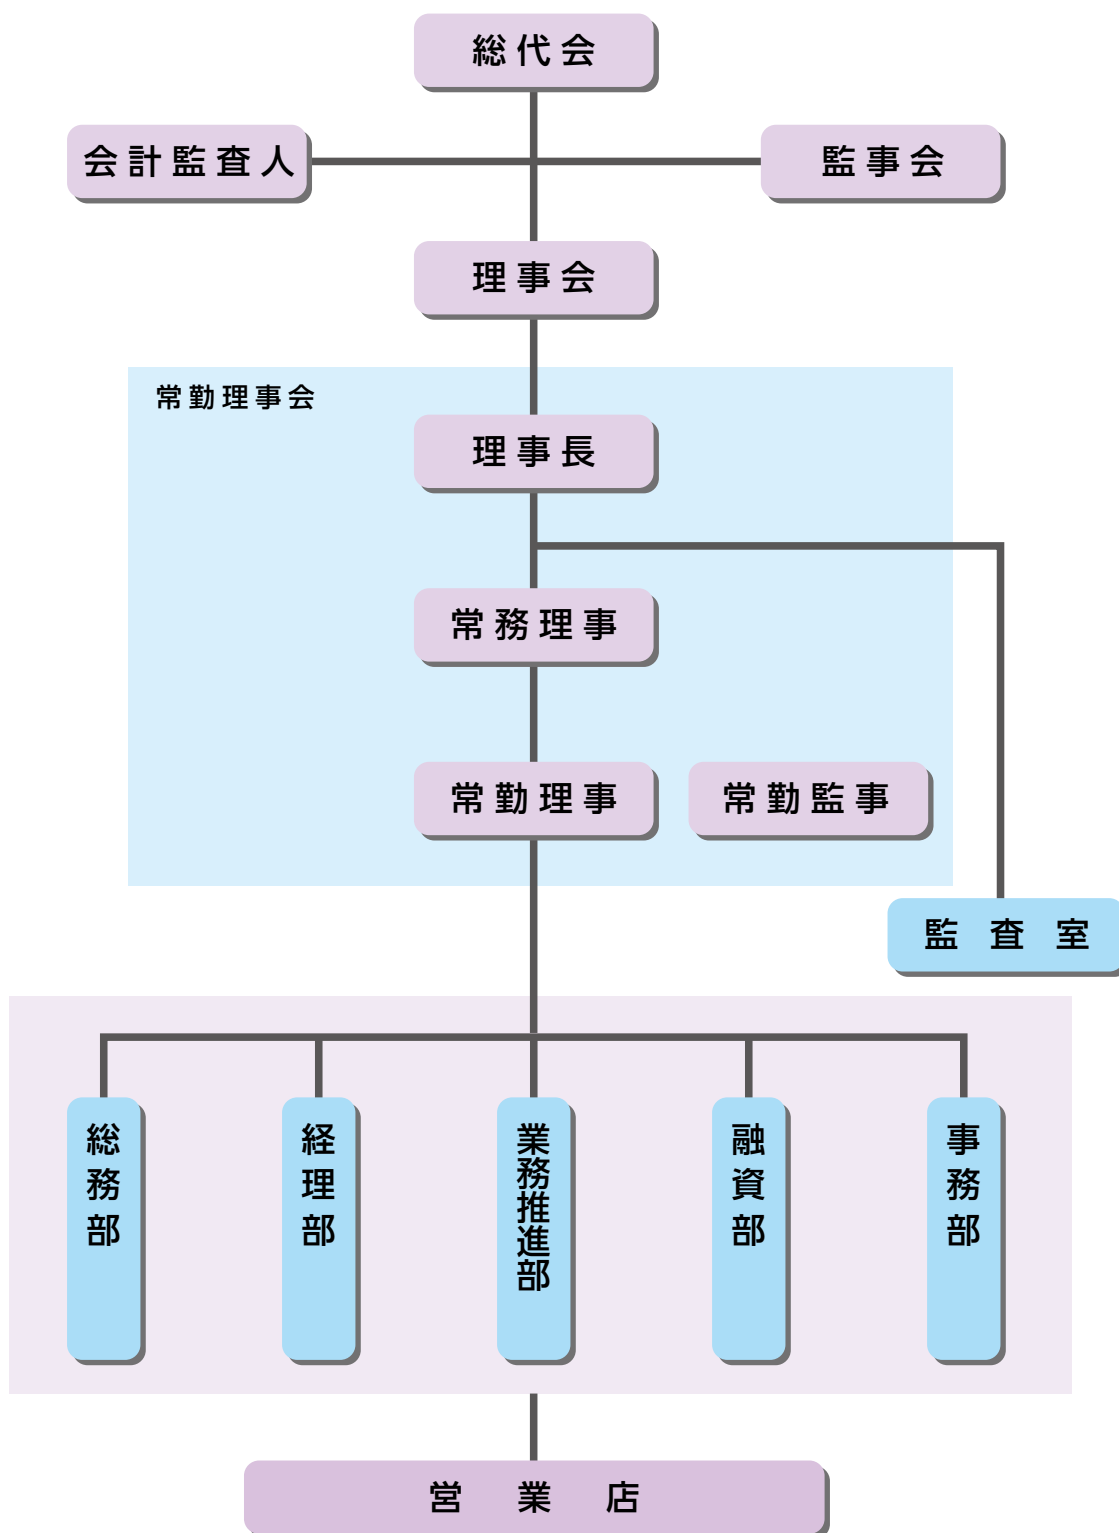 総代会
会計監査人
監事会
理事会
常勤理事会
理事長
常務理事
常勤理事
常勤監事
監査室
総務部
経理部
業務推進部
融資部
事務部
営業店